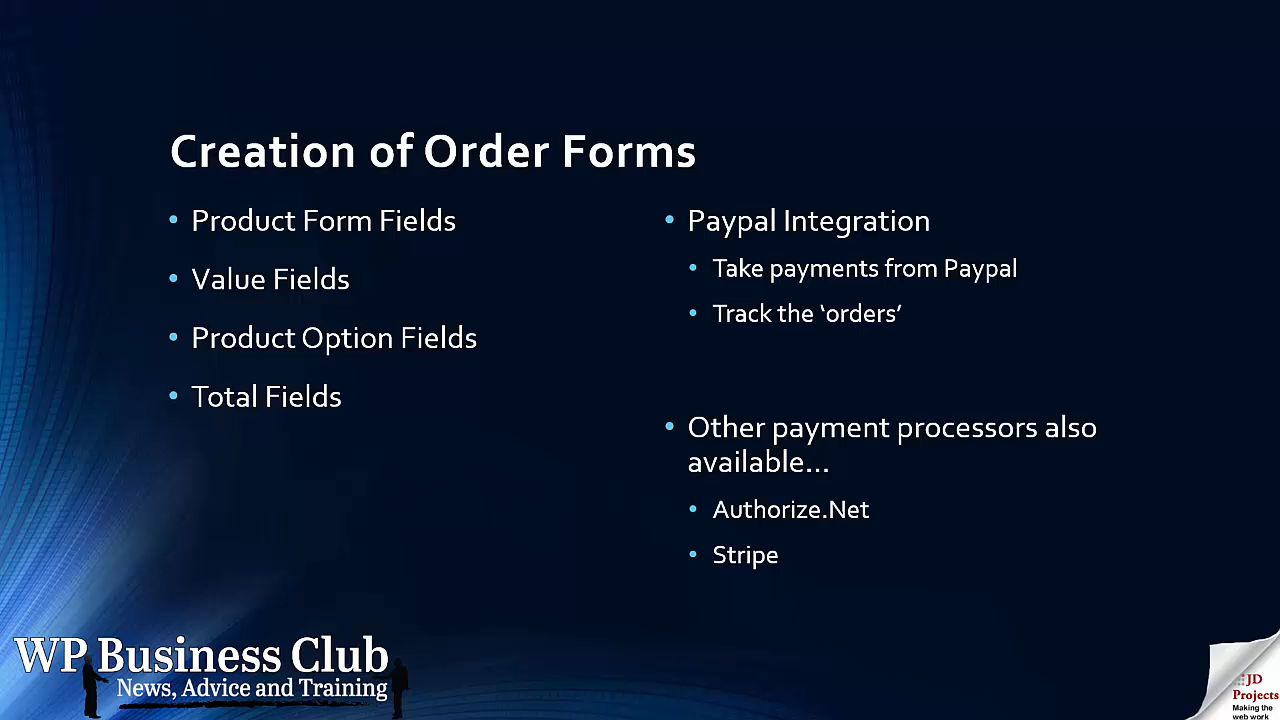 Creation of Order Forms
• Product Form Fields
• Value Fields
• Product Option Fields
• Total Fields
• Paypal Integration
• Take payments from Paypal
• Track the ‘orders’
• Other payment processors also
available...
• Authorize.Net
• Stripe
WP Business Club
News, Advice and Training
JD
Projects
Making the
web work